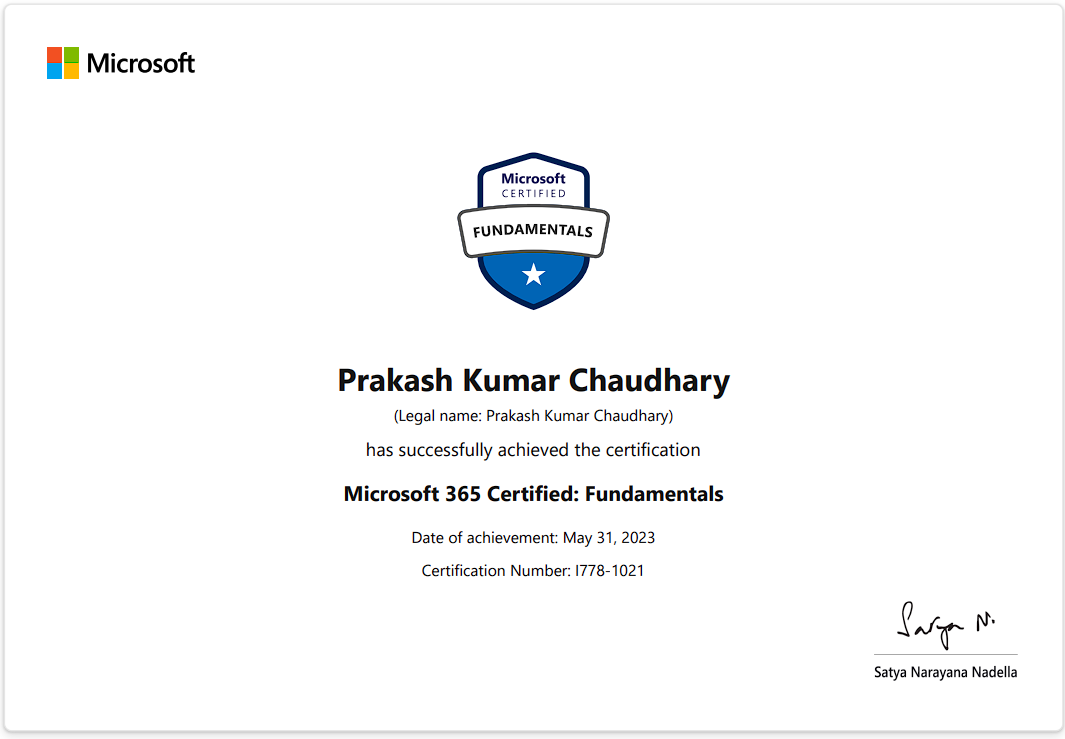 Microsoft
Microsoft
CERTIFIED
FUNDAMENTALS
Prakash Kumar Chaudhary
(Legal name: Prakash Kumar Chaudhary)
has successfully achieved the certification
Microsoft 365 Certified: Fundamentals
Date of achievement: May 31, 2023
Certification Number: I778-1021
Satya N.
Satya Narayana Nadella